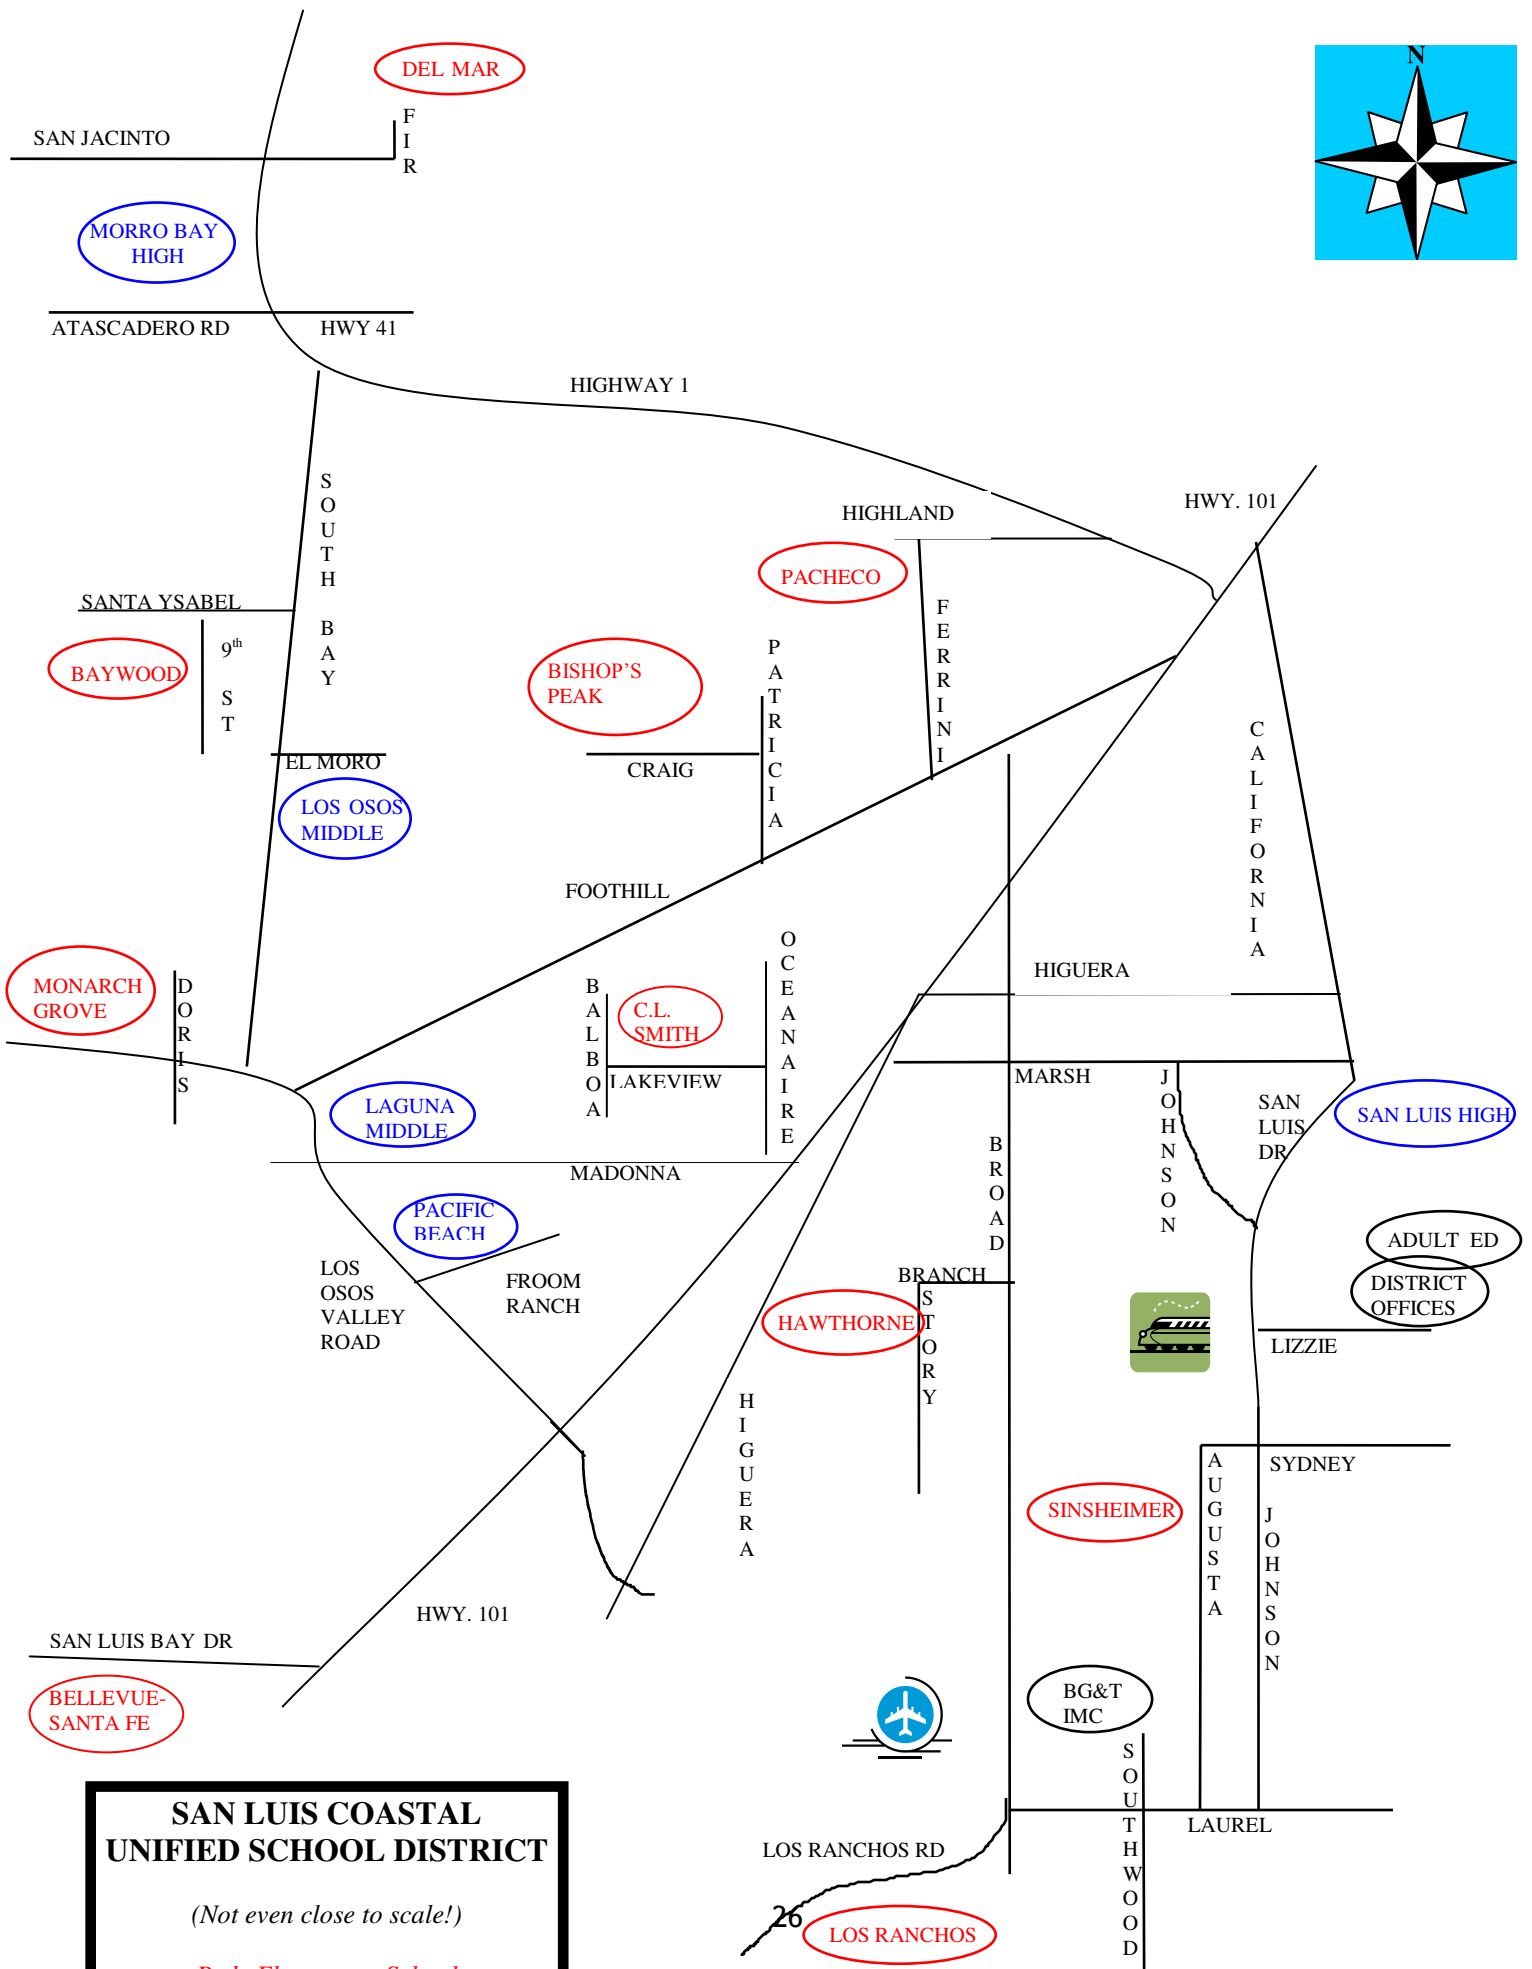 N
DEL MAR
FIR
SAN JACINTO
MORRO BAY
HIGH
ATASCADERO RD
HWY 41
HIGHWAY 1
SOUTH BAY
HWY. 101
HIGHLAND
PACHECO
FERRINI
SANTA YSABEL
9th
ST
BAYWOOD
BISHOP'S
PEAK
PATRICIA
CRAIG
EL MORO
LOS OSOS
MIDDLE
CALIFORNIA
FOOTHILL
OCEANAIRE
HIGUERA
MONARCH
GROVE
DORIS
BALBOA
C.L.
SMITH
LAKEVIEW
MARSH
JOHNSON
SAN
LUIS
DR
SAN LUIS HIGH
LAGUNA
MIDDLE
MADONNA
BROAD
PACIFIC
BEACH
ADULT ED
DISTRICT
OFFICES
LOS
OSOS
VALLEY
ROAD
FROOM
RANCH
BRANCH
STORY
HAWTHORNE
LIZZIE
HIGUERA
SYDNEY
AUGUSTA
JOHNSON
SINSHEIMER
HWY. 101
SAN LUIS BAY DR
BELLEVUE-
SANTA FE
BG&T
IMC
SOUTHWOOD
LAUREL
LOS RANCHOS RD
26
LOS RANCHOS
SAN LUIS COASTAL
UNIFIED SCHOOL DISTRICT
(Not even close to scale!)